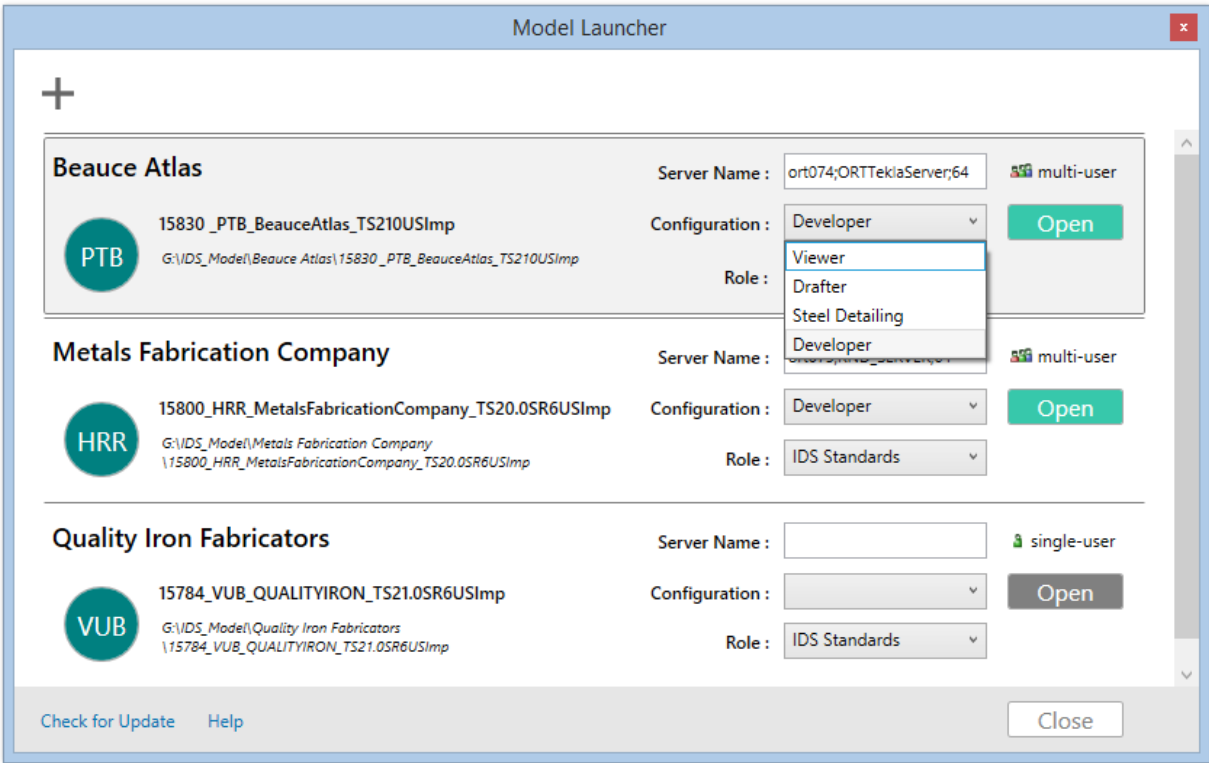 Model Launcher
x
Beauce Atlas
Server Name :
ort074;ORTTeklaServer;64
multi-user
PTB
15830 _PTB_BeauceAtlas_TS210USImp
G:\IDS_Model\Beauce Atlas\15830 _PTB_BeauceAtlas_TS210USImp
Configuration :
Developer
Open
Role :
Viewer
Drafter
Steel Detailing
Developer
Metals Fabrication Company
Server Name :
multi-user
HRR
15800_HRR_MetalsFabricationCompany_TS20.0SR6USImp
G:\IDS_Model\Metals Fabrication Company
\15800_HRR_MetalsFabricationCompany_TS20.0SR6USImp
Configuration :
Developer
Open
Role :
IDS Standards
Quality Iron Fabricators
Server Name :
single-user
VUB
15784_VUB_QUALITYIRON_TS21.0SR6USImp
G:\IDS_Model\Quality Iron Fabricators
\15784_VUB_QUALITYIRON_TS21.0SR6USImp
Configuration :
Open
Role :
IDS Standards
Check for Update
Help
Close